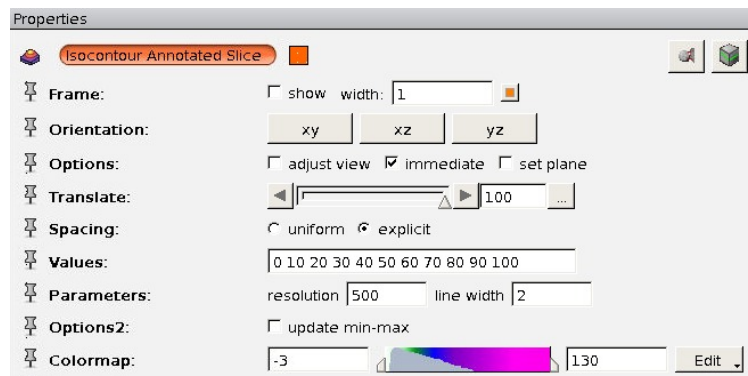 Properties
Isocontour Annotated Slice
Frame: show width: 1
Orientation: xy xz yz
Options: adjust view immediate set plane
Translate: 100 ...
Spacing: uniform explicit
Values: 0 10 20 30 40 50 60 70 80 90 100
Parameters: resolution 500 line width 2
Options2: update min-max
Colormap: -3 130 Edit